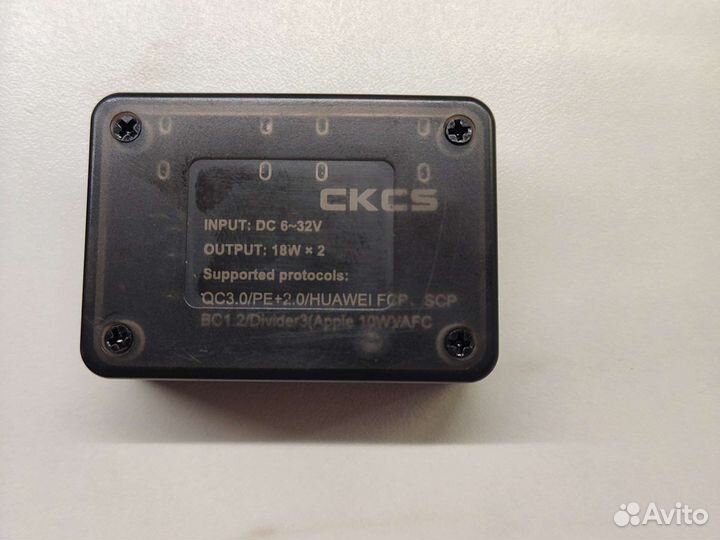 CKCS
INPUT: DC 6~32V
OUTPUT: 18W × 2
Supported protocols:
QC3.0/PE+2.0/HUAWEI FCP、SCP
BC1.2/Divider3(Apple 10W)/AFC
Avito